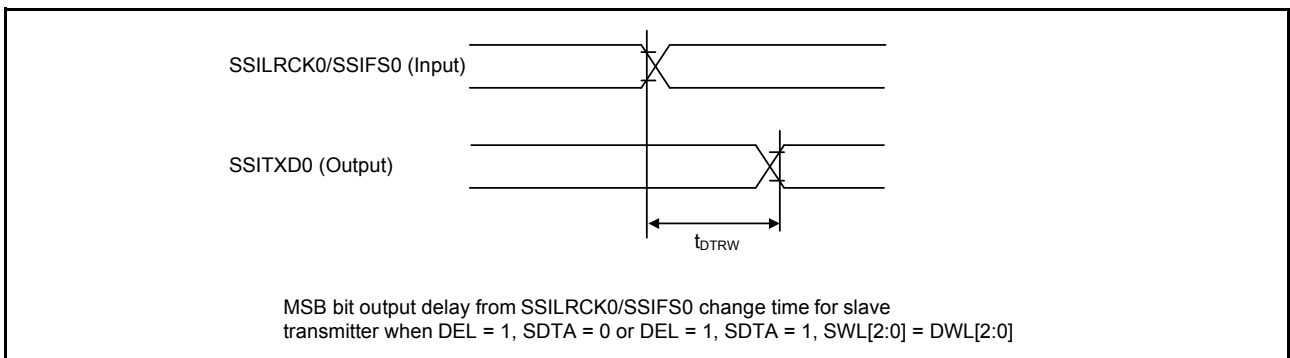 SSILRCK0/SSIFS0 (Input)
SSITXD0 (Output)
tDTRW
MSB bit output delay from SSILRCK0/SSIFS0 change time for slave
transmitter when DEL = 1, SDTA = 0 or DEL = 1, SDTA = 1, SWL[2:0] = DWL[2:0]